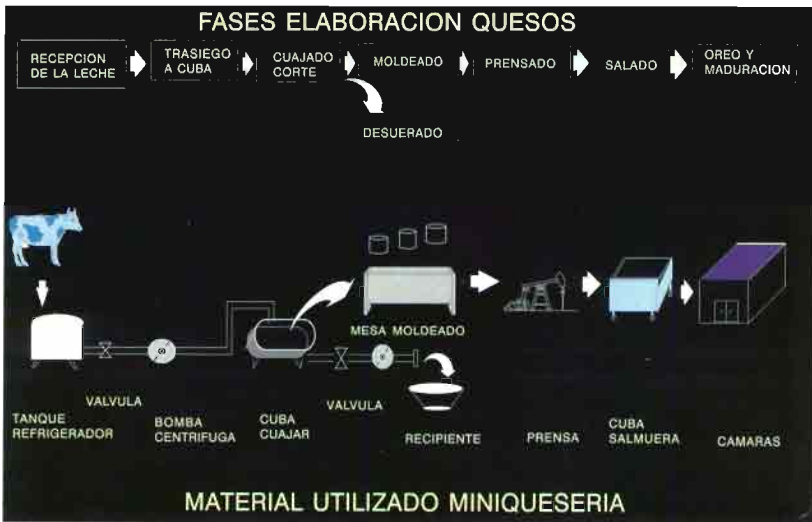 FASES ELABORACION QUESOS
RECEPCION
DE LA LECHE
TRASIEGO
A CUBA
CUAJADO
CORTE
MOLDEADO
PRENSADO
SALADO
OREO Y
MADURACION
DESUERADO
MESA MOLDEADO
VALVULA
TANQUE
REFRIGERADOR
BOMBA
CENTRIFUGA
CUBA
CUAJAR
VALVULA
RECIPIENTE
PRENSA
CUBA
SALMUERA
CAMARAS
MATERIAL UTILIZADO MINIQUESERIA